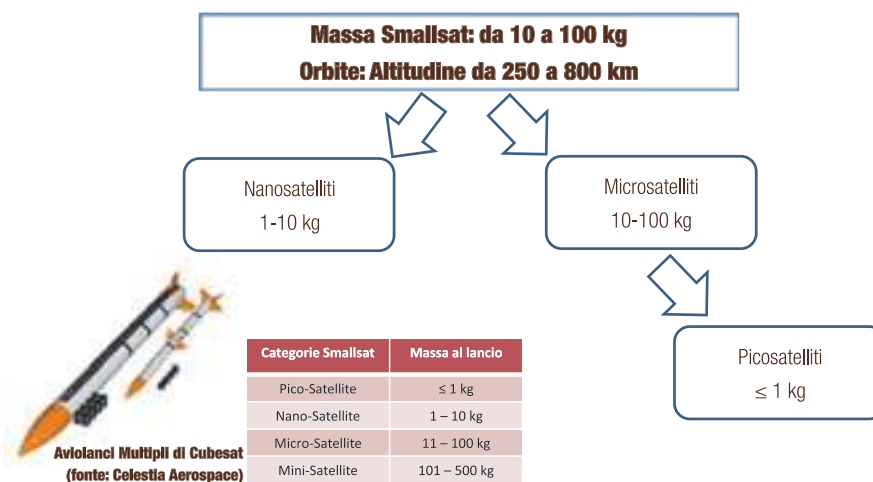 Massa Smallsat: da 10 a 100 kg
Orbite: Altitudine da 250 a 800 km
Nanosatelliti
1-10 kg
Microsatelliti
10-100 kg
Picosatelliti
≤ 1 kg
Categorie Smallsat Massa al lancio
Pico-Satellite ≤ 1 kg
Nano-Satellite 1 – 10 kg
Micro-Satellite 11 – 100 kg
Mini-Satellite 101 – 500 kg
Aviolanci Multipli di Cubesat
(fonte: Celestia Aerospace)